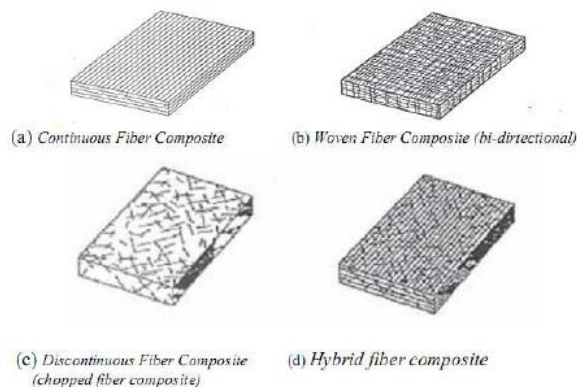 (a) Continuous Fiber Composite
(b) Woven Fiber Composite (bi-dirtectional)
(c) Discontinuous Fiber Composite
(chopped fiber composite)
(d) Hybrid fiber composite